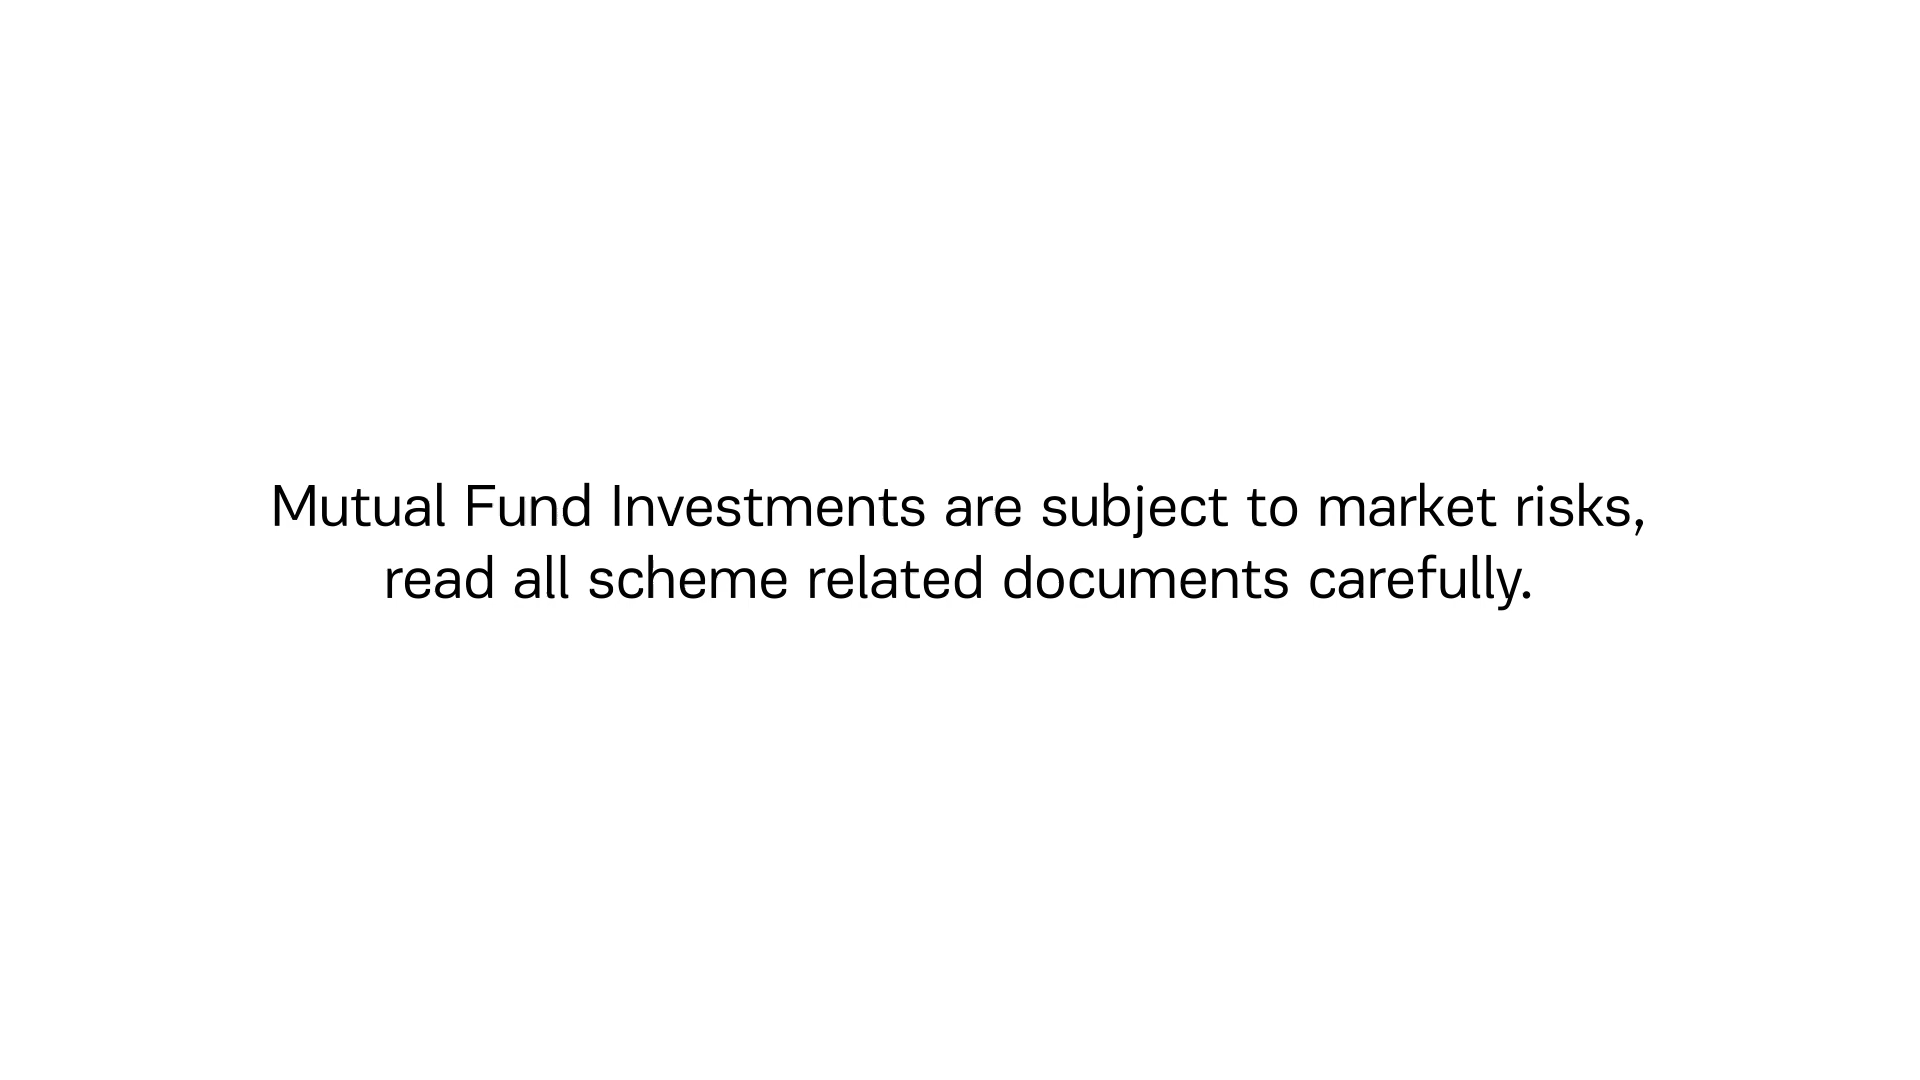 Mutual Fund Investments are subject to market risks,
read all scheme related documents carefully.